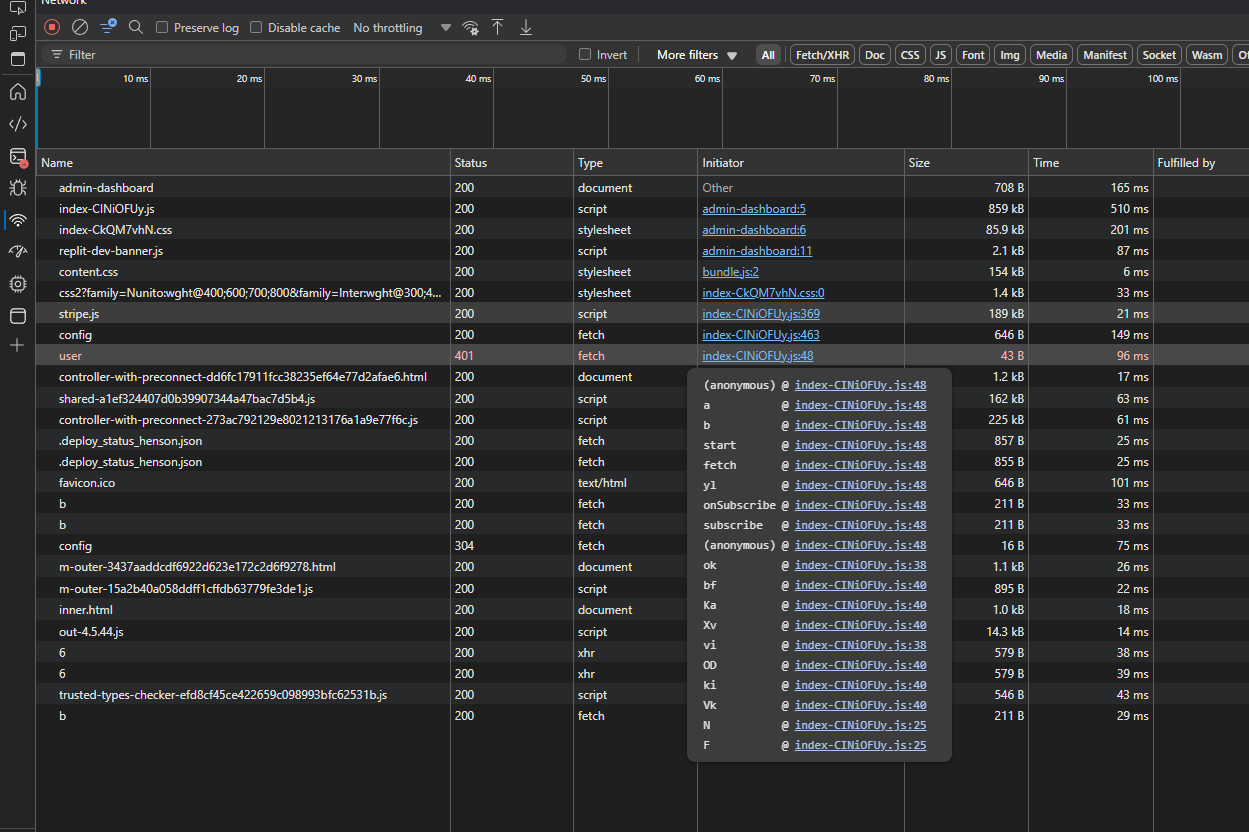 Network
Preserve log Disable cache No throttling
Filter Invert More filters All Fetch/XHR Doc CSS JS Font Img Media Manifest Socket Wasm
10 ms 20 ms 30 ms 40 ms 50 ms 60 ms 70 ms 80 ms 90 ms 100 ms
Name Status Type Initiator Size Time Fulfilled by
admin-dashboard 200 document Other 708 B 165 ms
index-CINiOFUy.js 200 script admin-dashboard:5 859 kB 510 ms
index-CkQM7vhN.css 200 stylesheet admin-dashboard:6 85.9 kB 201 ms
replit-dev-banner.js 200 script admin-dashboard:11 2.1 kB 87 ms
content.css 200 stylesheet bundle.js:2 154 kB 6 ms
css2?family=Nunito:wght@400;600;700;800&family=Inter:wght@300;4... 200 stylesheet index-CkQM7vhN.css:0 1.4 kB 33 ms
stripe.js 200 script index-CINiOFUy.js:369 189 kB 21 ms
config 200 fetch index-CINiOFUy.js:463 646 B 149 ms
user 401 fetch index-CINiOFUy.js:48 43 B 96 ms
controller-with-preconnect-dd6fc17911fcc38235ef64e77d2afae6.html 200 document 1.2 kB 17 ms
shared-a1ef324407d0b39907344a47bac7d5b4.js 200 script 162 kB 63 ms
controller-with-preconnect-273ac792129e8021213176a1a9e77f6c.js 200 script 225 kB 61 ms
.deploy_status_henson.json 200 fetch 857 B 25 ms
.deploy_status_henson.json 200 fetch 855 B 25 ms
favicon.ico 200 text/html 646 B 101 ms
b 200 fetch 211 B 33 ms
b 200 fetch 211 B 33 ms
config 304 fetch 16 B 75 ms
m-outer-3437aaddcdf6922d623e172c2d6f9278.html 200 document 1.1 kB 26 ms
m-outer-15a2b40a058ddff1cffdb63779fe3de1.js 200 script 895 B 22 ms
inner.html 200 document 1.0 kB 18 ms
out-4.5.44.js 200 script 14.3 kB 14 ms
6 200 xhr 579 B 38 ms
6 200 xhr 579 B 39 ms
trusted-types-checker-efd8cf45ce422659c098993bfc62531b.js 200 script 546 B 43 ms
b 200 fetch 211 B 29 ms
(anonymous) @ index-CINiOFUy.js:48
a @ index-CINiOFUy.js:48
b @ index-CINiOFUy.js:48
start @ index-CINiOFUy.js:48
fetch @ index-CINiOFUy.js:48
yl @ index-CINiOFUy.js:48
onSubscribe @ index-CINiOFUy.js:48
subscribe @ index-CINiOFUy.js:48
(anonymous) @ index-CINiOFUy.js:48
ok @ index-CINiOFUy.js:38
bf @ index-CINiOFUy.js:40
Ka @ index-CINiOFUy.js:40
Xv @ index-CINiOFUy.js:40
vi @ index-CINiOFUy.js:38
OD @ index-CINiOFUy.js:40
ki @ index-CINiOFUy.js:40
Vk @ index-CINiOFUy.js:40
N @ index-CINiOFUy.js:25
F @ index-CINiOFUy.js:25